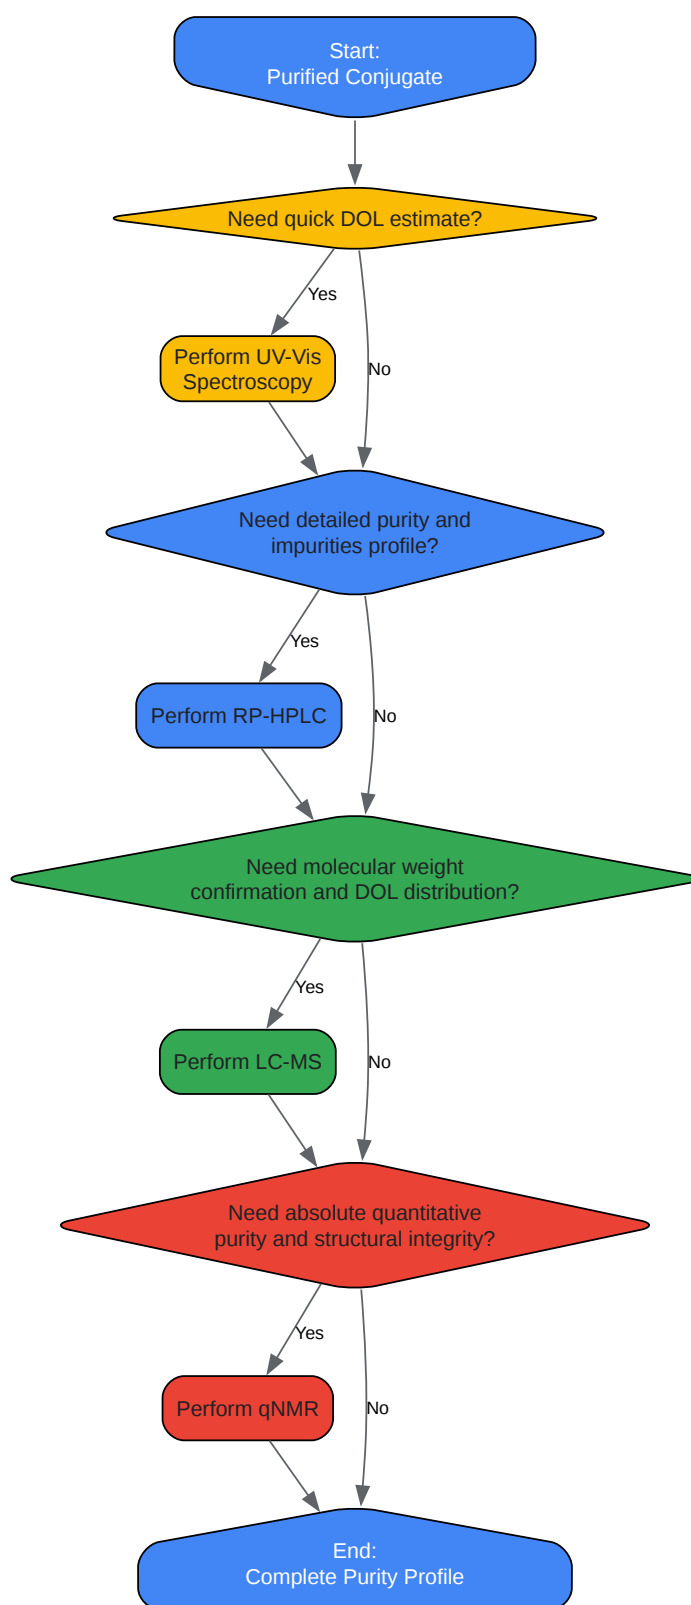 Start:
Purified Conjugate
Need quick DOL estimate?
Yes
Perform UV-Vis
Spectroscopy
No
Need detailed purity and
impurities profile?
Yes
Perform RP-HPLC
No
Need molecular weight
confirmation and DOL distribution?
Yes
Perform LC-MS
No
Need absolute quantitative
purity and structural integrity?
Yes
Perform qNMR
No
End:
Complete Purity Profile